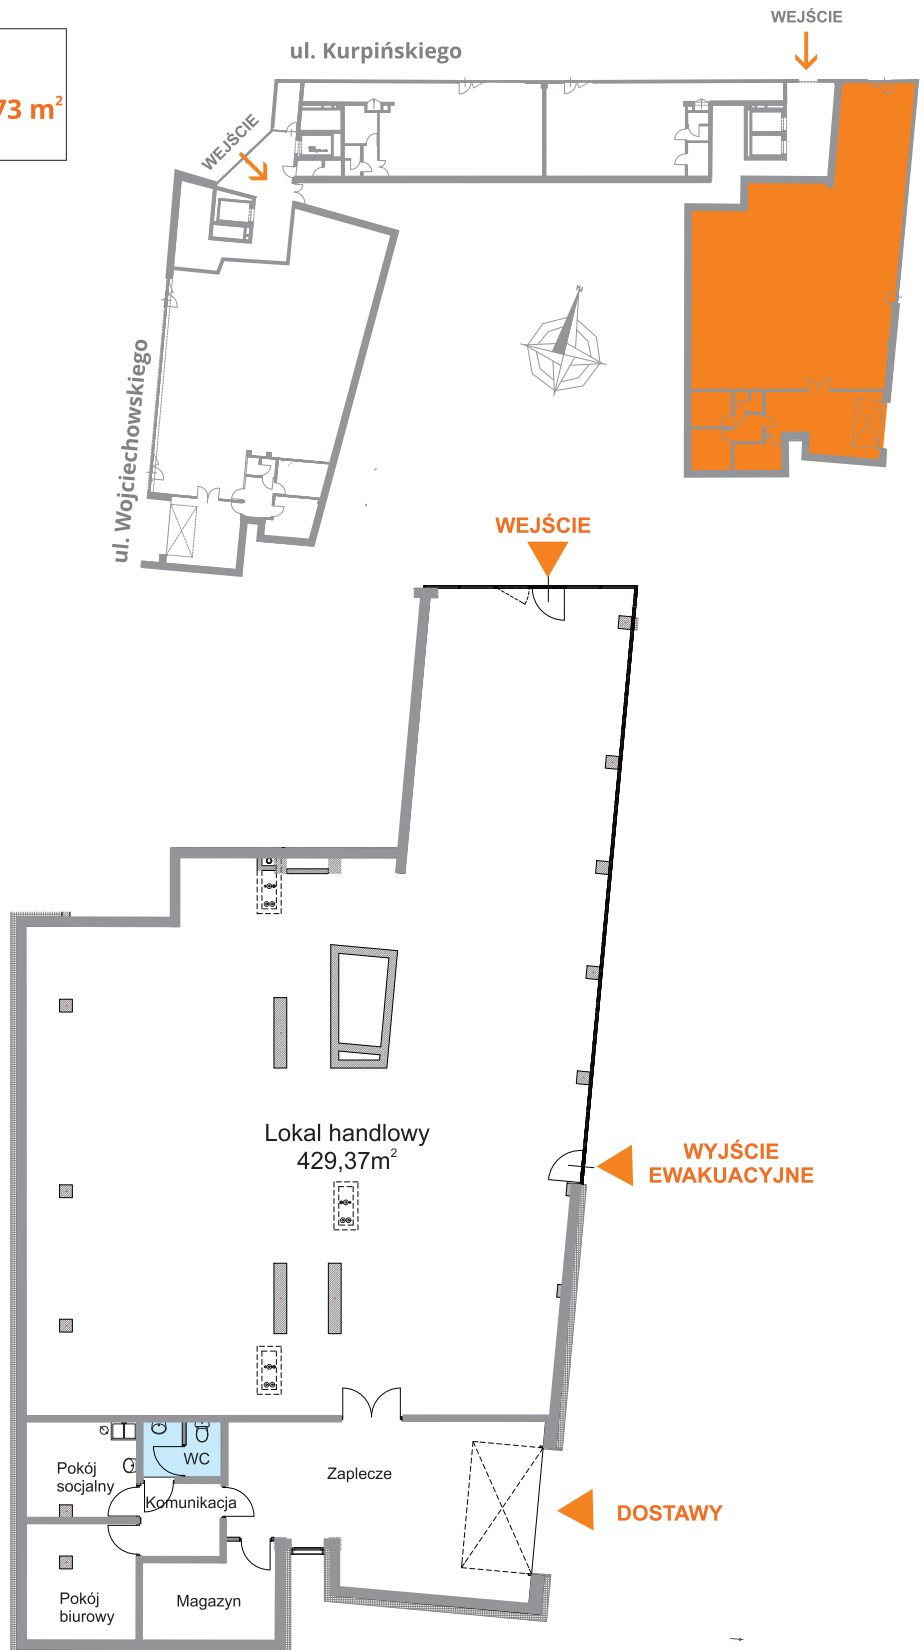 WEJŚCIE
ul. Kurpińskiego
73 m²
WEJŚCIE
ul. Wojciechowskiego
N
WEJŚCIE
Lokal handlowy
429,37m²
WYJŚCIE
EWAKUACYJNE
WC
Pokój
socjalny
Zaplecze
Komunikacja
DOSTAWY
Pokój
biurowy
Magazyn